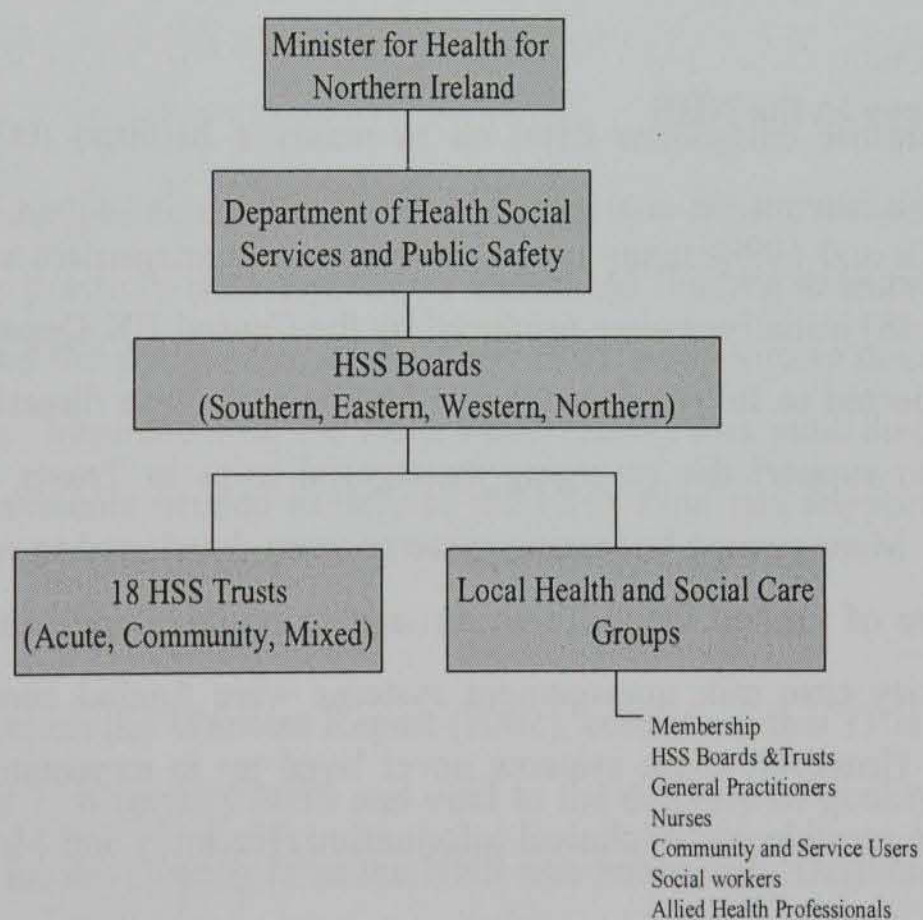 Minister for Health for
Northern Ireland
Department of Health Social
Services and Public Safety
HSS Boards
(Southern, Eastern, Western, Northern)
18 HSS Trusts
(Acute, Community, Mixed)
Local Health and Social Care
Groups
Membership
HSS Boards &Trusts
General Practitioners
Nurses
Community and Service Users
Social workers
Allied Health Professionals